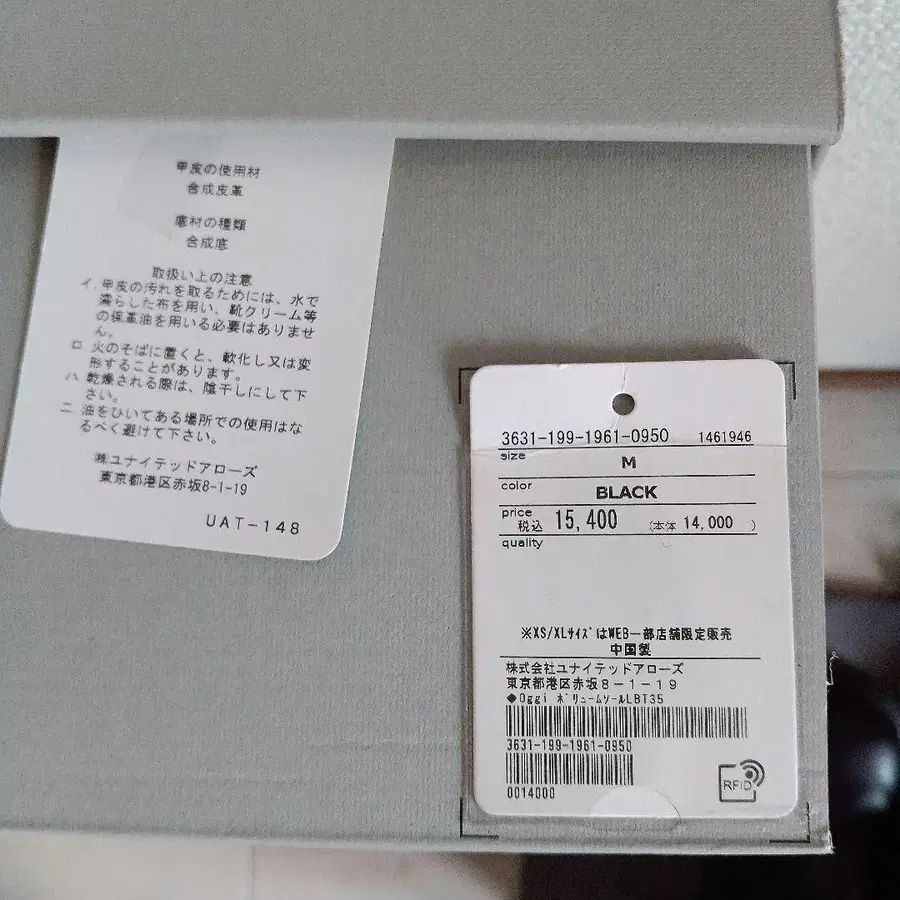 甲皮の使用材
合成皮革
底材の種類
合成底
取扱い上の注意
イ 甲皮の汚れを取るためには、水で
濡らした布を用い、靴クリーム等
の保革油を用いる必要はありませ
ん。
ロ 火のそばに置くと、軟化し又は変
形することがあります。
ハ 乾燥される際は、陰干しにして下
さい。
ニ 油をひいてある場所での使用はな
るべく避けて下さい。
㈱ユナイテッドアローズ
東京都港区赤坂8-1-19
UAT-148
3631-199-1961-0950 1461946
size M
color BLACK
price 税込 15,400 (本体 14,000 )
quality
※XS/XLｻｲｽﾞはWEB一部店舗限定販売
中国製
株式会社ユナイテッドアローズ
東京都港区赤坂８－１－１９
◆Oggi ﾎﾞﾘｭｰﾑｿｰﾙLBT35
3631-199-1961-0950
0014000
RFID